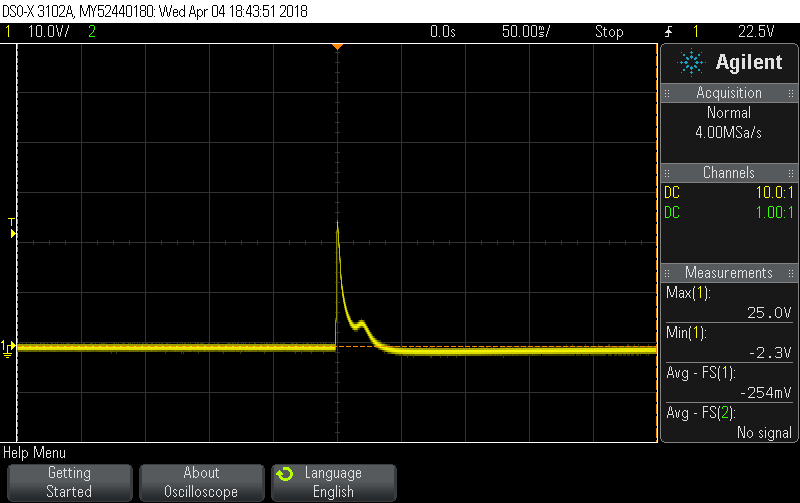 DSO-X 3102A, MY52440180: Wed Apr 04 18:43:51 2018
1 10.0V/ 2 0.0s 50.00ms/ Stop 1 22.5V
Agilent
Acquisition
Normal
4.00MSa/s
Channels
DC 10.0:1
DC 1.00:1
Measurements
Max(1):
25.0V
Min(1):
-2.3V
Avg - FS(1):
-254mV
Avg - FS(2):
No signal
T
1
Help Menu
Getting
Started
About
Oscilloscope
Language
English